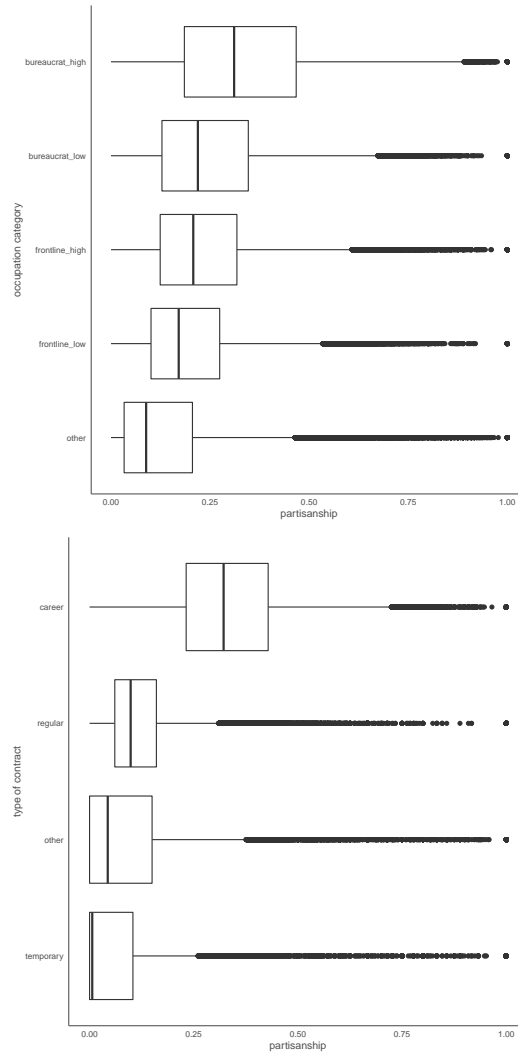 bureaucrat_high
bureaucrat_low
frontline_high
frontline_low
other
occupation category
0.00 0.25 0.50 0.75 1.00
partisanship
career
regular
other
temporary
type of contract
0.00 0.25 0.50 0.75 1.00
partisanship